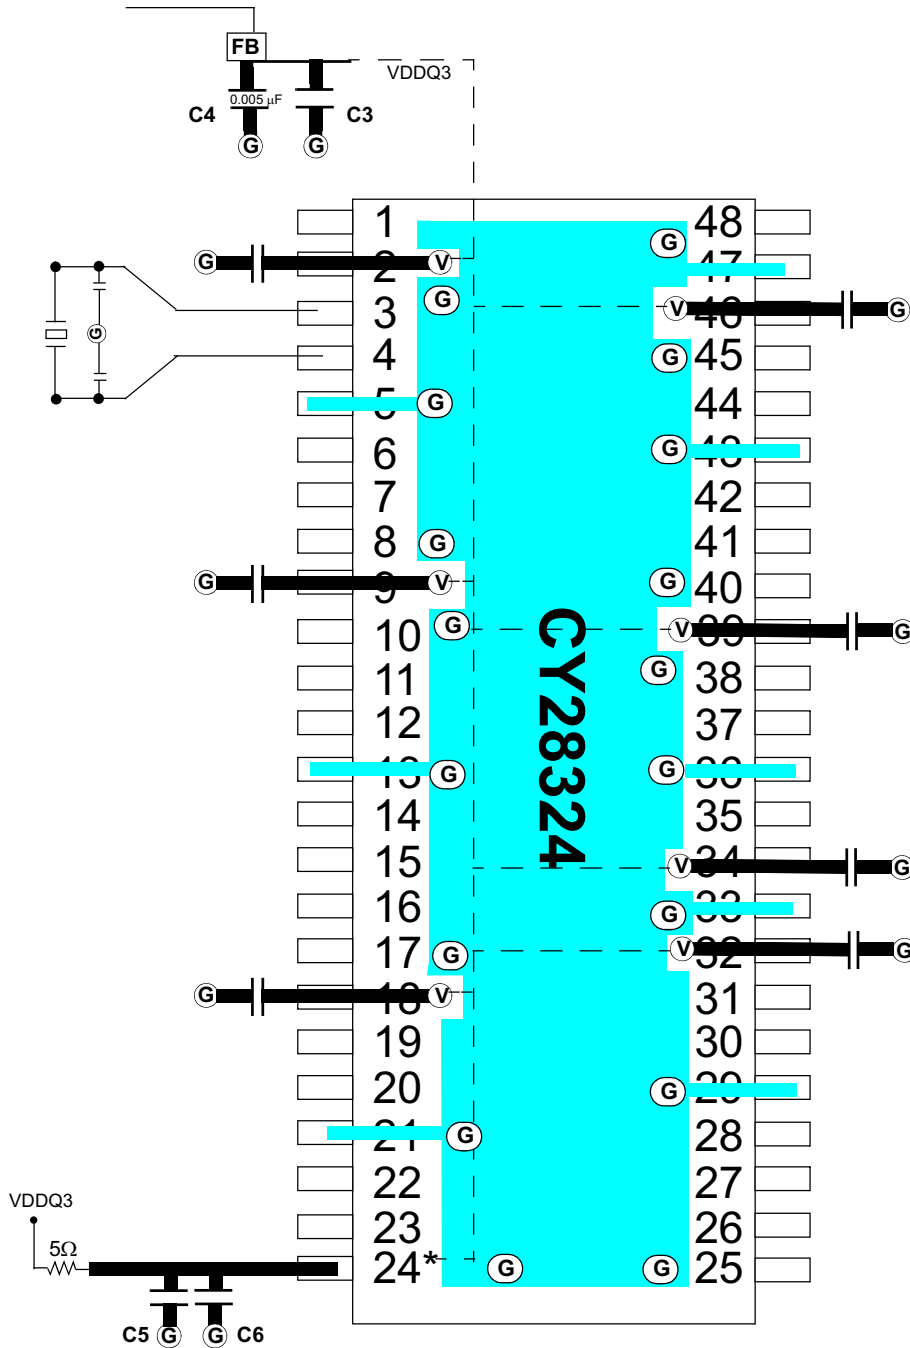 FB
VDDQ3
0.005 µF
C4
C3
G
G
1
48
G
G
V
2
47
G
3
V
46
G
G
4
G
45
5
G
44
6
G
43
7
42
8
G
41
G
9
V
G
40
10
G
V
39
G
11
G
38
12
37
13
G
G
36
14
35
15
V
34
G
16
G
33
17
G
V
32
G
G
18
V
31
19
30
20
G
29
21
G
28
22
27
VDDQ3
23
26
5Ω
24*
G
G
25
C5
G
G
C6
CY28324